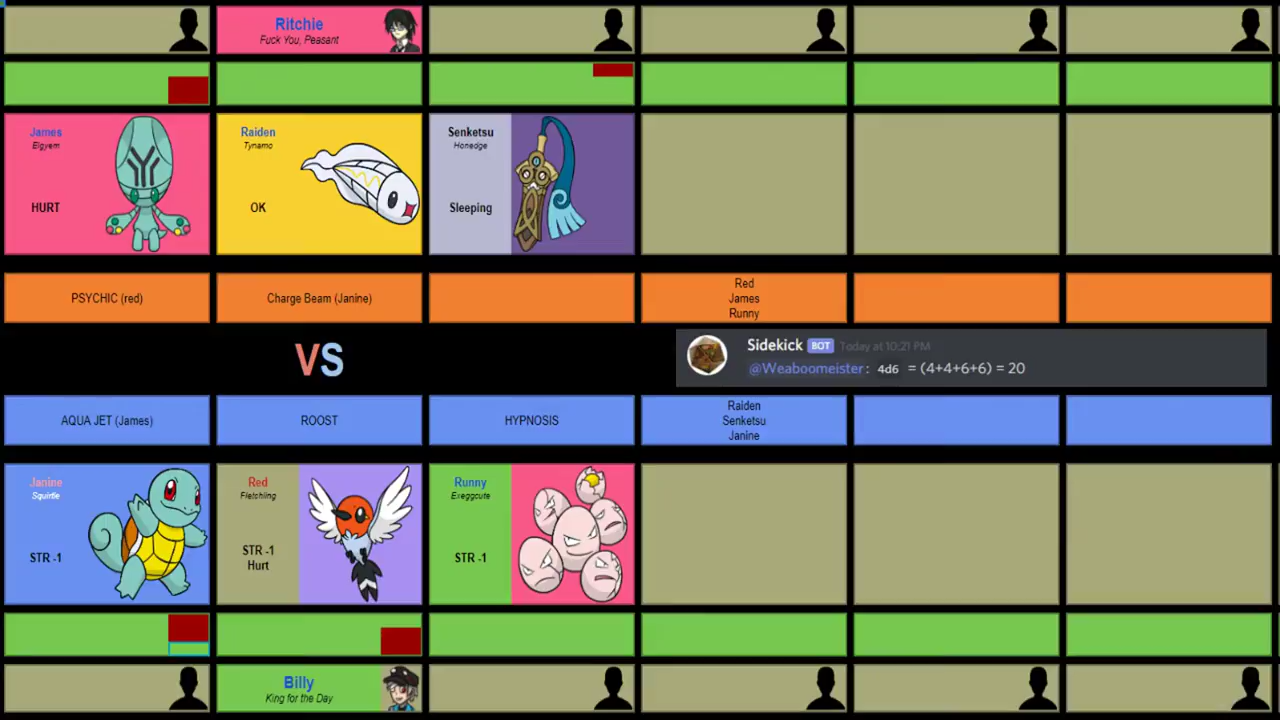 Ritchie
Fuck You, Peasant
James
Elgyem
HURT
Raiden
Tynamo
OK
Senketsu
Honedge
Sleeping
PSYCHIC (red)
Charge Beam (Janine)
Red
James
Runny
VS
Sidekick BOT Today at 10:21 PM
@Weaboomeister: 4d6 = (4+4+6+6) = 20
AQUA JET (James)
ROOST
HYPNOSIS
Raiden
Senketsu
Janine
Janine
Squirtle
STR -1
Red
Fletchling
STR -1
Hurt
Runny
Exeggcute
STR -1
Billy
King for the Day